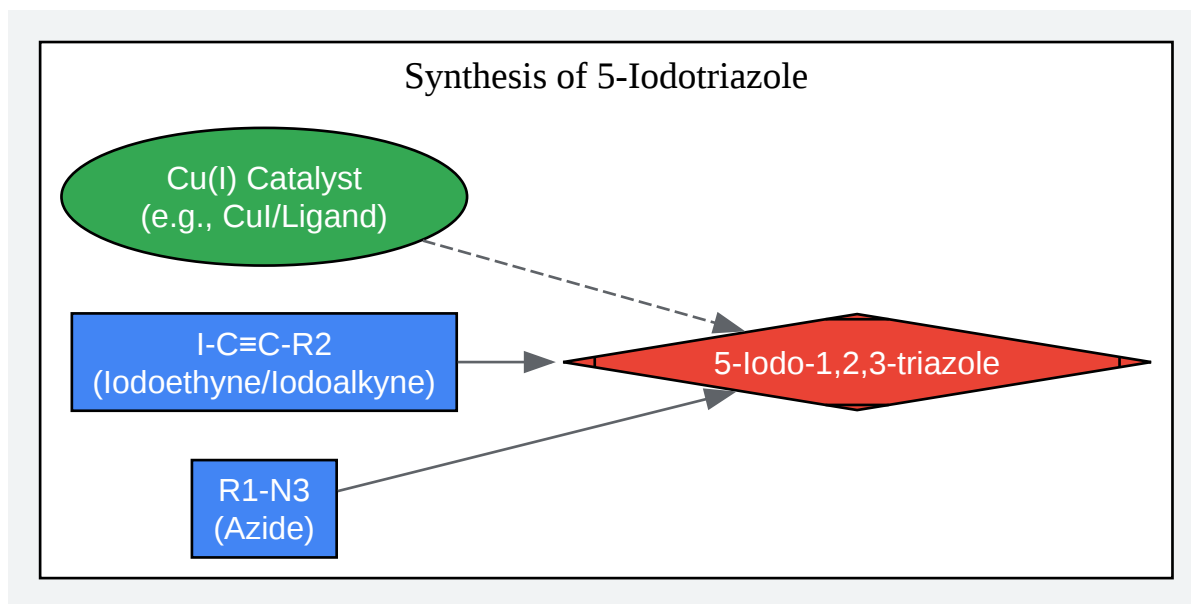 Synthesis of 5-Iodotriazole
Cu(I) Catalyst
(e.g., CuI/Ligand)
I-C≡C-R2
(Iodoethyne/Iodoalkyne)
5-Iodo-1,2,3-triazole
R1-N3
(Azide)